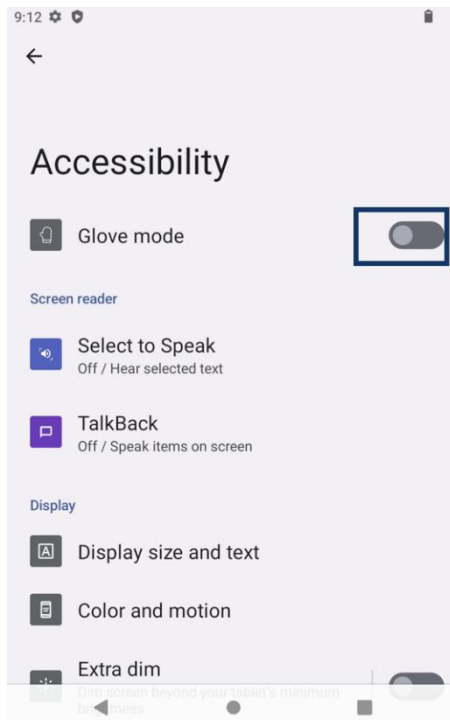 9:12
Accessibility
Glove mode
Screen reader
Select to Speak
Off / Hear selected text
TalkBack
Off / Speak items on screen
Display
Display size and text
Color and motion
Extra dim
Dim screen beyond your tablet's minimum
brightness